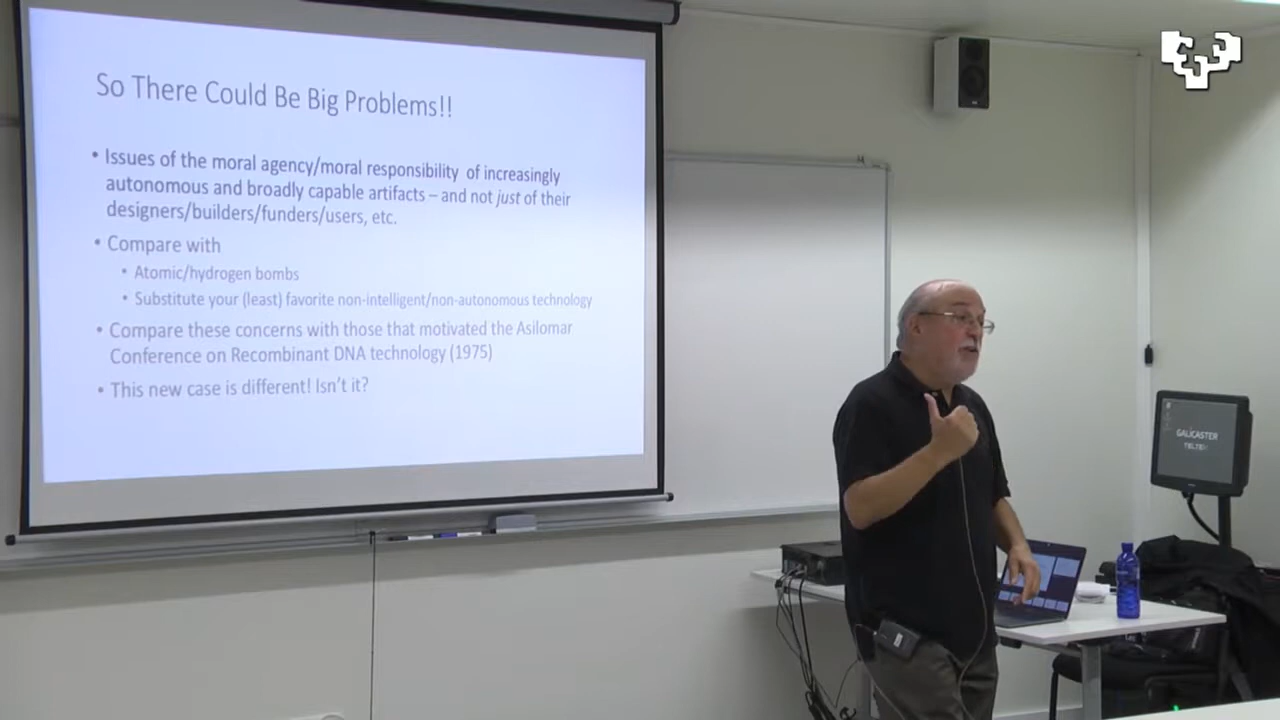 So There Could Be Big Problems!!
• Issues of the moral agency/moral responsibility of increasingly
autonomous and broadly capable artifacts – and not just of their
designers/builders/funders/users, etc.
• Compare with
• Atomic/hydrogen bombs
• Substitute your (least) favorite non-intelligent/non-autonomous technology
• Compare these concerns with those that motivated the Asilomar
Conference on Recombinant DNA technology (1975)
• This new case is different! Isn't it?
GALICASTER